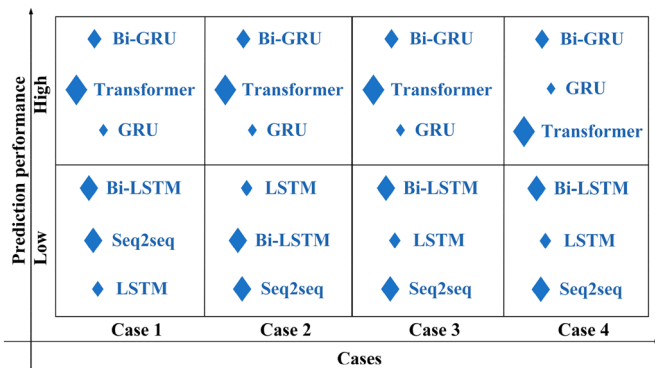 Prediction performance
High
Low
Bi-GRU Bi-GRU Bi-GRU Bi-GRU
Transformer Transformer Transformer GRU
GRU GRU GRU Transformer
Bi-LSTM LSTM Bi-LSTM Bi-LSTM
Seq2seq Bi-LSTM LSTM LSTM
LSTM Seq2seq Seq2seq Seq2seq
Case 1 Case 2 Case 3 Case 4
Cases